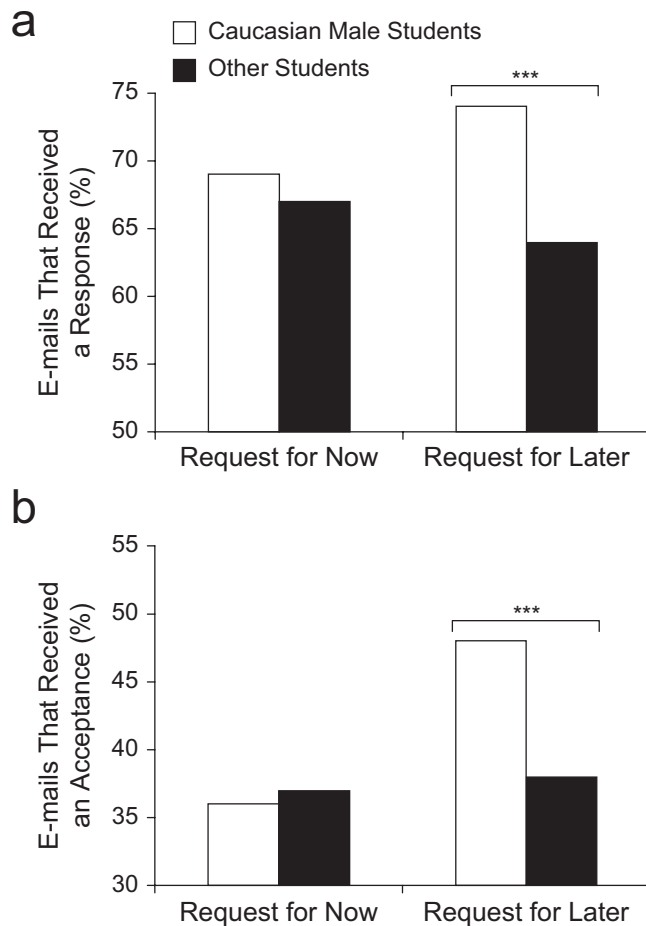 a
Caucasian Male Students
Other Students
***
75
70
65
60
55
50
E-mails That Received
a Response (%)
Request for Now
Request for Later
b
***
55
50
45
40
35
30
E-mails That Received
an Acceptance (%)
Request for Now
Request for Later